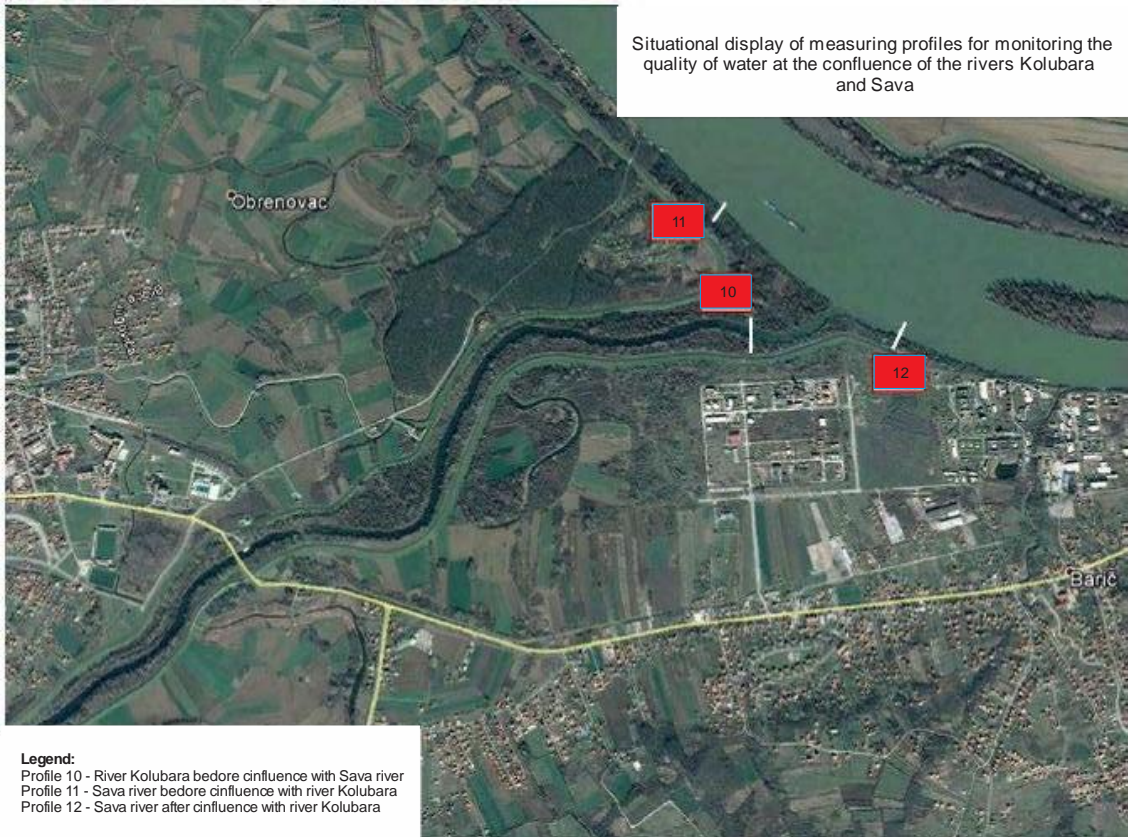 Situational display of measuring profiles for monitoring the
quality of water at the confluence of the rivers Kolubara
and Sava
Obrenovac
11
10
12
Barič
Legend:
Profile 10 - River Kolubara bedore cinfluence with Sava river
Profile 11 - Sava river bedore cinfluence with river Kolubara
Profile 12 - Sava river after cinfluence with river Kolubara